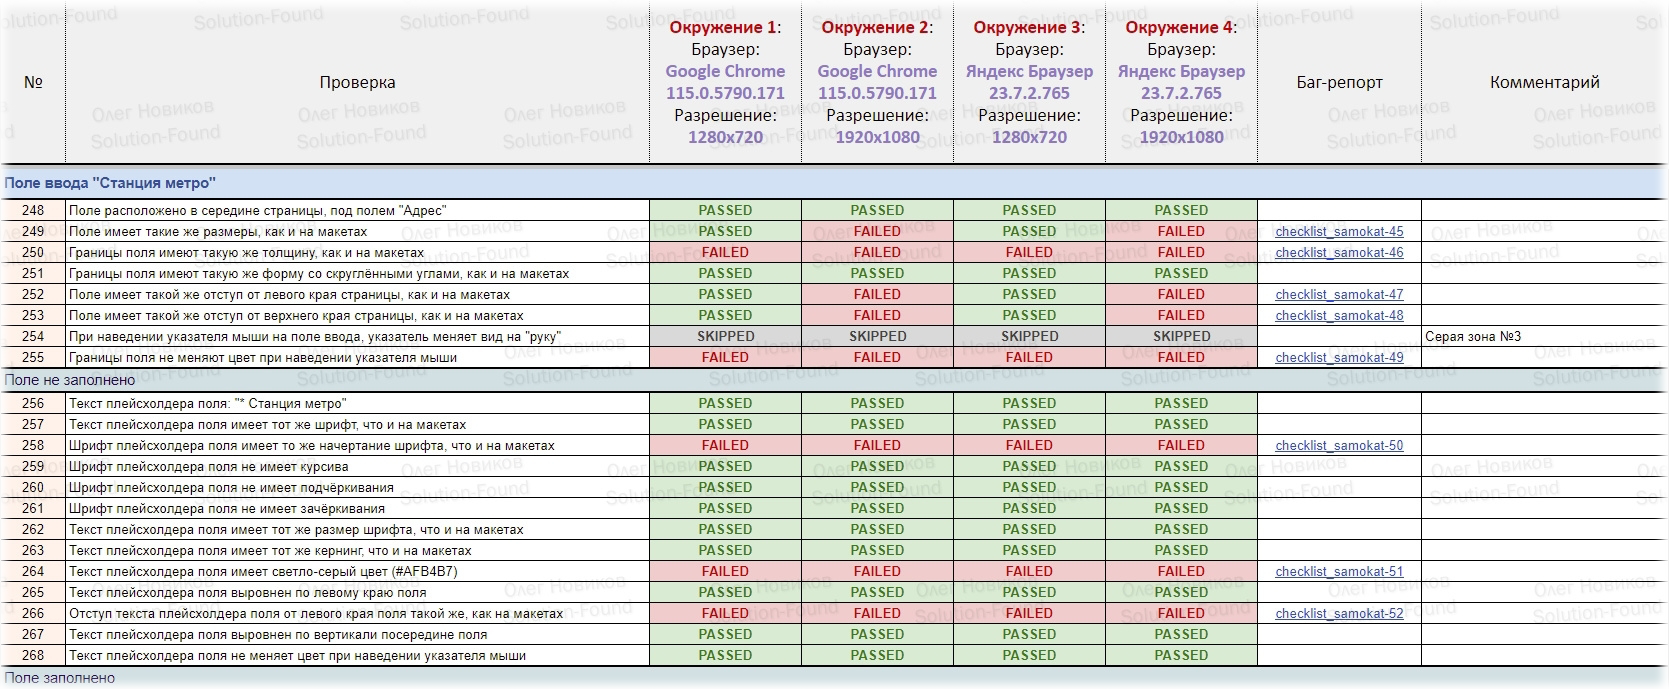 №
Проверка
Окружение 1:
Браузер:
Google Chrome
115.0.5790.171
Разрешение:
1280x720
Окружение 2:
Браузер:
Google Chrome
115.0.5790.171
Разрешение:
1920x1080
Окружение 3:
Браузер:
Яндекс Браузер
23.7.2.765
Разрешение:
1280x720
Окружение 4:
Браузер:
Яндекс Браузер
23.7.2.765
Разрешение:
1920x1080
Баг-репорт
Комментарий
Поле ввода "Станция метро"
248 Поле расположено в середине страницы, под полем "Адрес" PASSED PASSED PASSED PASSED
249 Поле имеет такие же размеры, как и на макетах PASSED FAILED PASSED FAILED checklist_samokat-45
250 Границы поля имеют такую же толщину, как и на макетах FAILED FAILED FAILED FAILED checklist_samokat-46
251 Границы поля имеют такую же форму со скруглёнными углами, как и на макетах PASSED PASSED PASSED PASSED
252 Поле имеет такой же отступ от левого края страницы, как и на макетах PASSED FAILED PASSED FAILED checklist_samokat-47
253 Поле имеет такой же отступ от верхнего края страницы, как и на макетах PASSED FAILED PASSED FAILED checklist_samokat-48
254 При наведении указателя мыши на поле ввода, указатель меняет вид на "руку" SKIPPED SKIPPED SKIPPED SKIPPED Серая зона №3
255 Границы поля не меняют цвет при наведении указателя мыши FAILED FAILED FAILED FAILED checklist_samokat-49
Поле не заполнено
256 Текст плейсхолдера поля: "* Станция метро" PASSED PASSED PASSED PASSED
257 Текст плейсхолдера поля имеет тот же шрифт, что и на макетах PASSED PASSED PASSED PASSED
258 Шрифт плейсхолдера поля имеет то же начертание шрифта, что и на макетах FAILED FAILED FAILED FAILED checklist_samokat-50
259 Шрифт плейсхолдера поля не имеет курсива PASSED PASSED PASSED PASSED
260 Шрифт плейсхолдера поля не имеет подчёркивания PASSED PASSED PASSED PASSED
261 Шрифт плейсхолдера поля не имеет зачёркивания PASSED PASSED PASSED PASSED
262 Текст плейсхолдера поля имеет тот же размер шрифта, что и на макетах PASSED PASSED PASSED PASSED
263 Текст плейсхолдера поля имеет тот же кернинг, что и на макетах PASSED PASSED PASSED PASSED
264 Текст плейсхолдера поля имеет светло-серый цвет (#AFB4B7) FAILED FAILED FAILED FAILED checklist_samokat-51
265 Текст плейсхолдера поля выровнен по левому краю поля PASSED PASSED PASSED PASSED
266 Отступ текста плейсхолдера поля от левого края поля такой же, как на макетах FAILED FAILED FAILED FAILED checklist_samokat-52
267 Текст плейсхолдера поля выровнен по вертикали посередине поля PASSED PASSED PASSED PASSED
268 Текст плейсхолдера поля не меняет цвет при наведении указателя мыши PASSED PASSED PASSED PASSED
Поле заполнено
Олег Новиков
Solution-Found